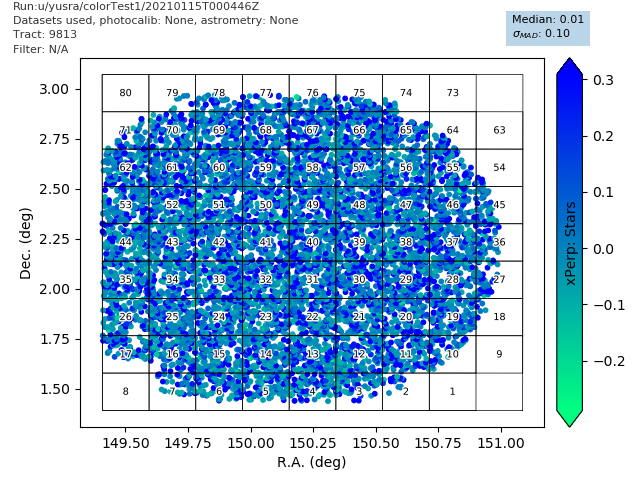 Run:u/yusra/colorTest1/20210115T000446Z
Datasets used, photocalib: None, astrometry: None
Tract: 9813
Filter: N/A
Median: 0.01
σMAD: 0.10
80 79 78 77 76 75 74 73
71 70 69 68 67 66 65 64 63
62 61 60 59 58 57 56 55 54
53 52 51 50 49 48 47 46 45
44 43 42 41 40 39 38 37 36
35 34 33 32 31 30 29 28 27
26 25 24 23 22 21 20 19 18
17 16 15 14 13 12 11 10 9
8 7 6 5 4 3 2 1
3.00
2.75
2.50
2.25
2.00
1.75
1.50
Dec. (deg)
149.50 149.75 150.00 150.25 150.50 150.75 151.00
R.A. (deg)
0.3
0.2
0.1
0.0
−0.1
−0.2
xPerp: Stars